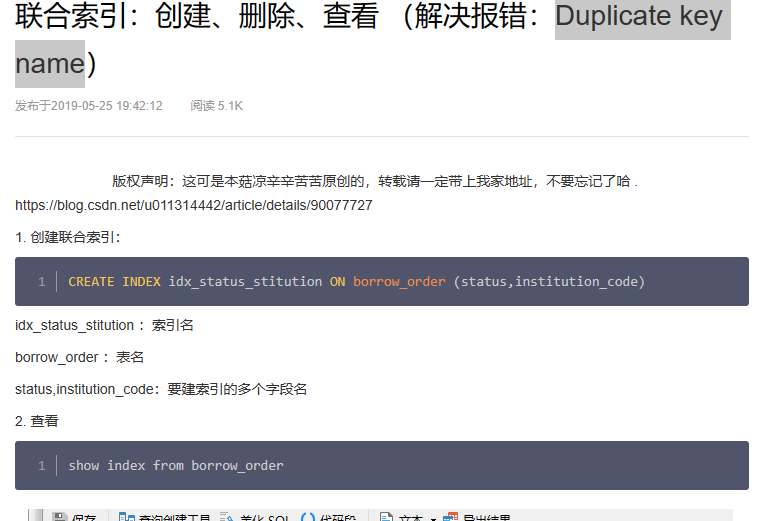 联合索引：创建、删除、查看 （解决报错：Duplicate key
name）
发布于2019-05-25 19:42:12 阅读 5.1K
版权声明：这可是本菇凉辛辛苦苦原创的，转载请一定带上我家地址，不要忘记了哈 .
https://blog.csdn.net/u011314442/article/details/90077727
1. 创建联合索引：
1 CREATE INDEX idx_status_stitution ON borrow_order (status,institution_code)
idx_status_stitution ：索引名
borrow_order ：表名
status,institution_code：要建索引的多个字段名
2. 查看
1 show index from borrow_order
保存 查询创建工具 美化 SQL () 代码段 文本 导出结果